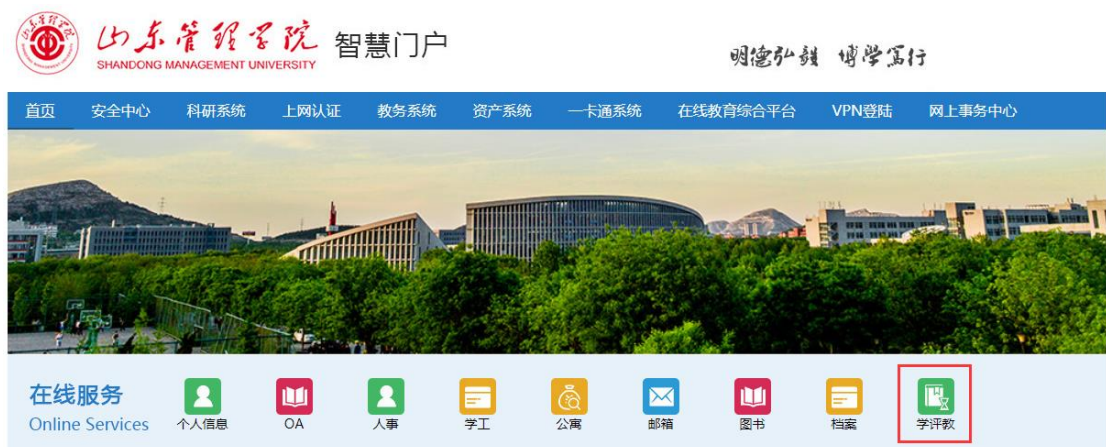 山东管理学院 智慧门户
SHANDONG MANAGEMENT UNIVERSITY
明德弘毅 博学笃行
首页 安全中心 科研系统 上网认证 教务系统 资产系统 一卡通系统 在线教育综合平台 VPN登陆 网上事务中心
在线服务
Online Services
个人信息 OA 人事 学工 公寓 邮箱 图书 档案 学评教